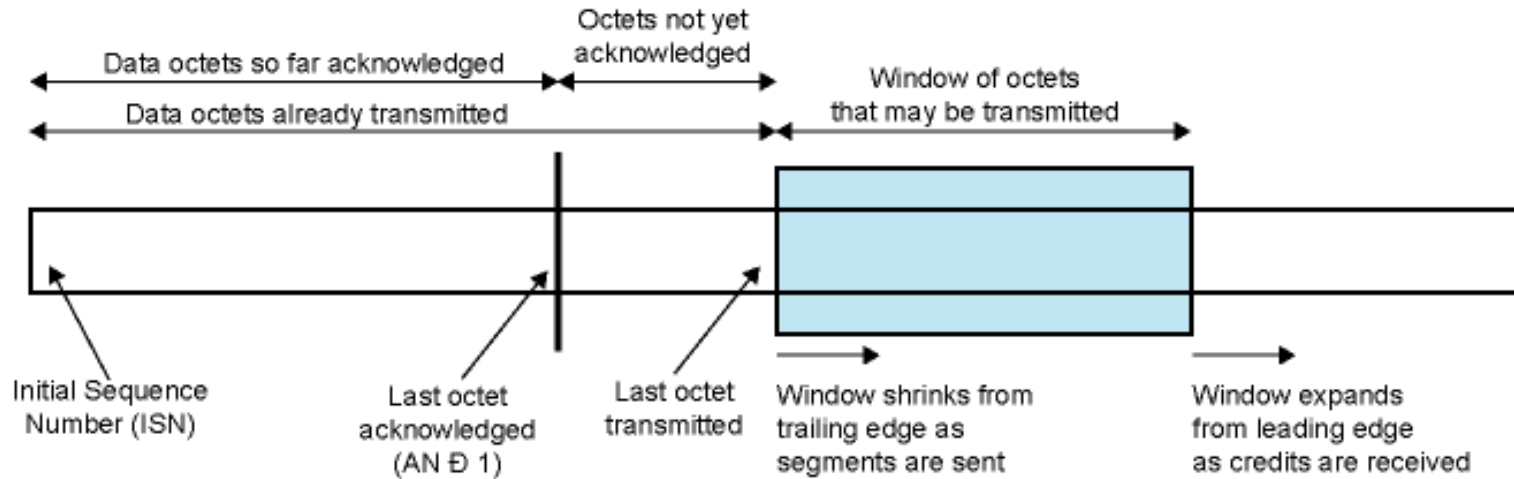 Octets not yet
acknowledged
Data octets so far acknowledged
Window of octets
that may be transmitted
Data octets already transmitted
Initial Sequence
Number (ISN)
Last octet
acknowledged
(AN Ð 1)
Last octet
transmitted
Window shrinks from
trailing edge as
segments are sent
Window expands
from leading edge
as credits are received